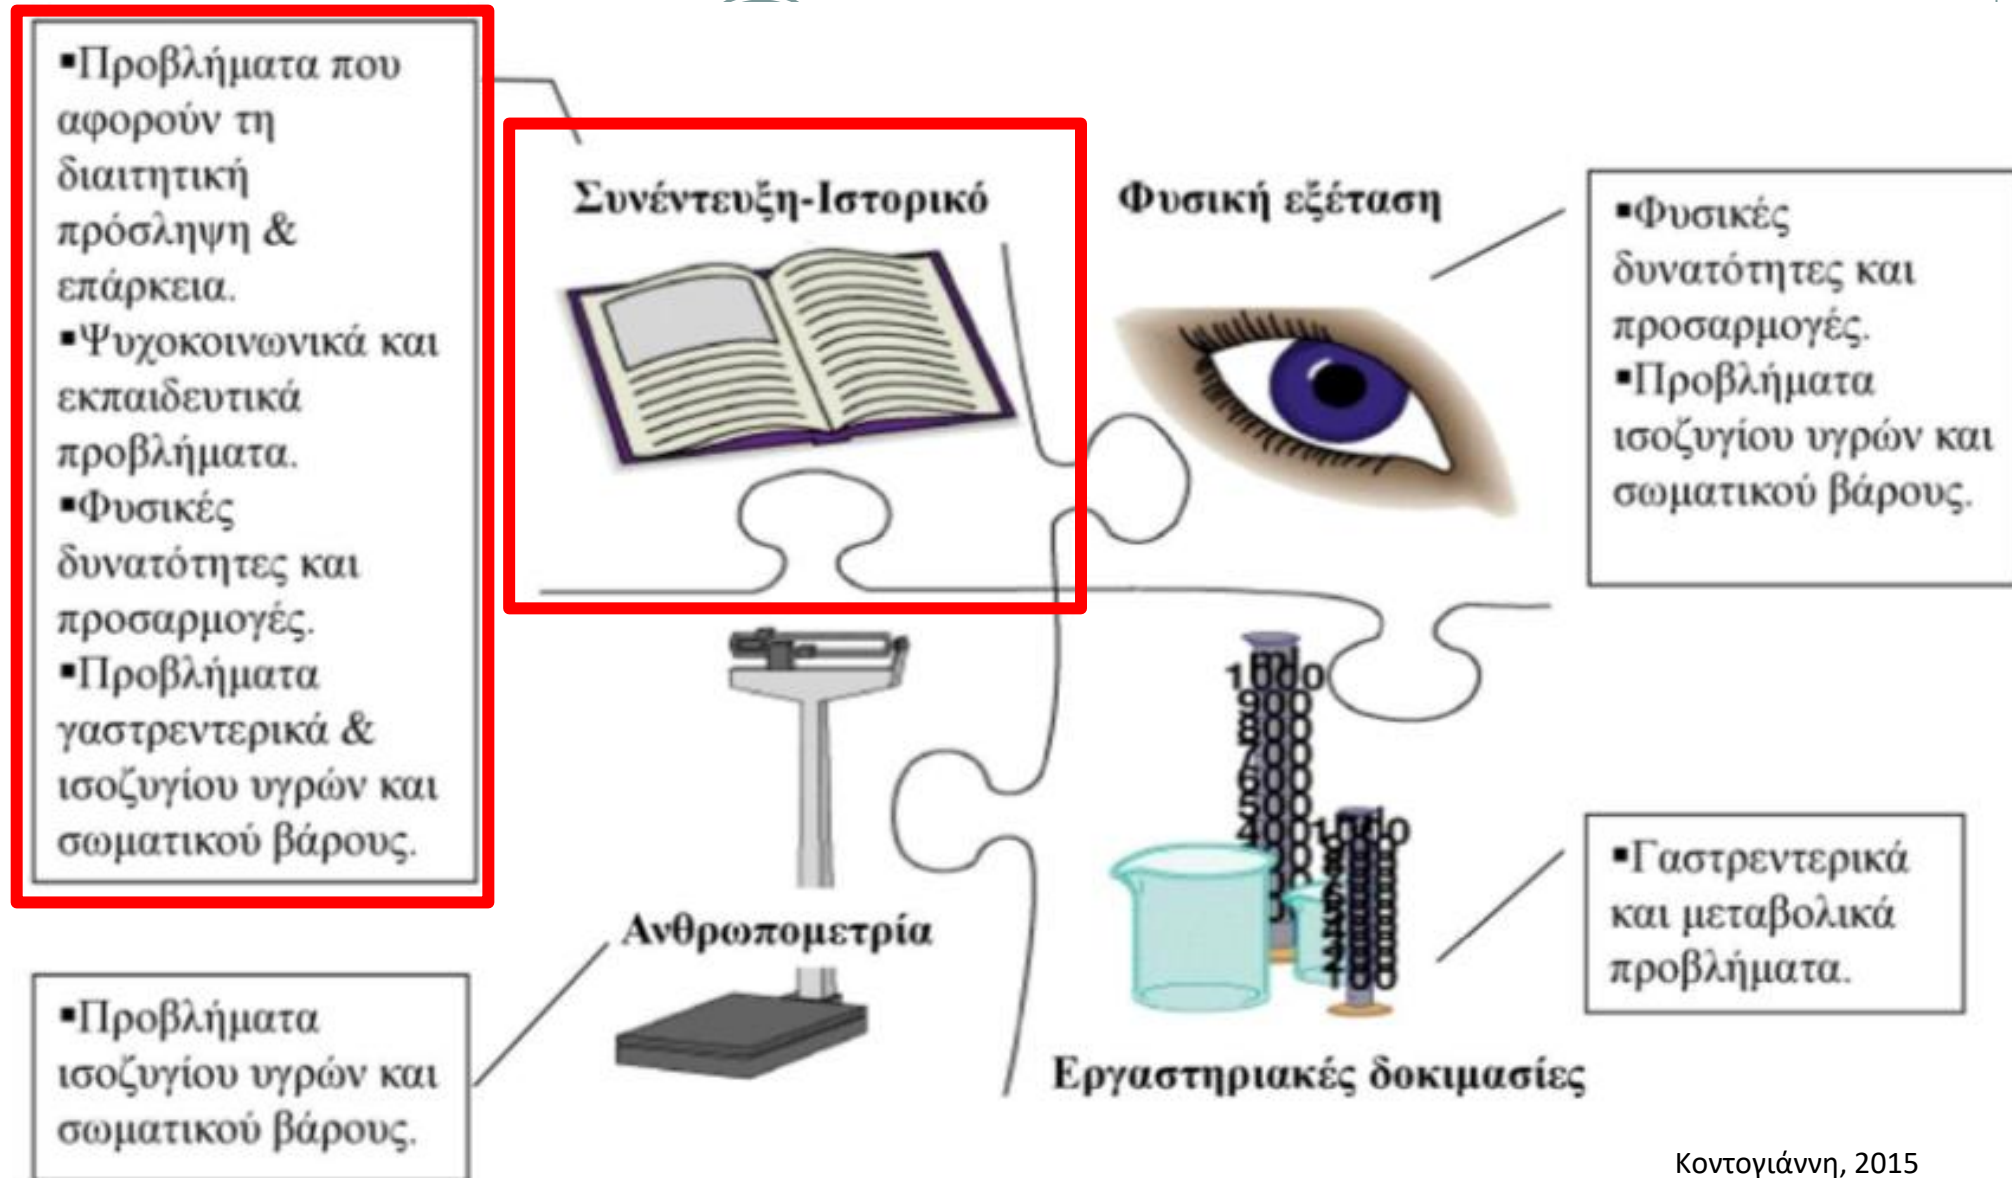 ▪Προβλήματα που
αφορούν τη
διαιτητική
πρόσληψη &
επάρκεια.
▪Ψυχοκοινωνικά και
εκπαιδευτικά
προβλήματα.
▪Φυσικές
δυνατότητες και
προσαρμογές.
▪Προβλήματα
γαστρεντερικά &
ισοζυγίου υγρών και
σωματικού βάρους.
Συνέντευξη-Ιστορικό
Φυσική εξέταση
▪Φυσικές
δυνατότητες και
προσαρμογές.
▪Προβλήματα
ισοζυγίου υγρών και
σωματικού βάρους.
Ανθρωπομετρία
▪Προβλήματα
ισοζυγίου υγρών και
σωματικού βάρους.
Εργαστηριακές δοκιμασίες
▪Γαστρεντερικά
και μεταβολικά
προβλήματα.
Κοντογιάννη, 2015